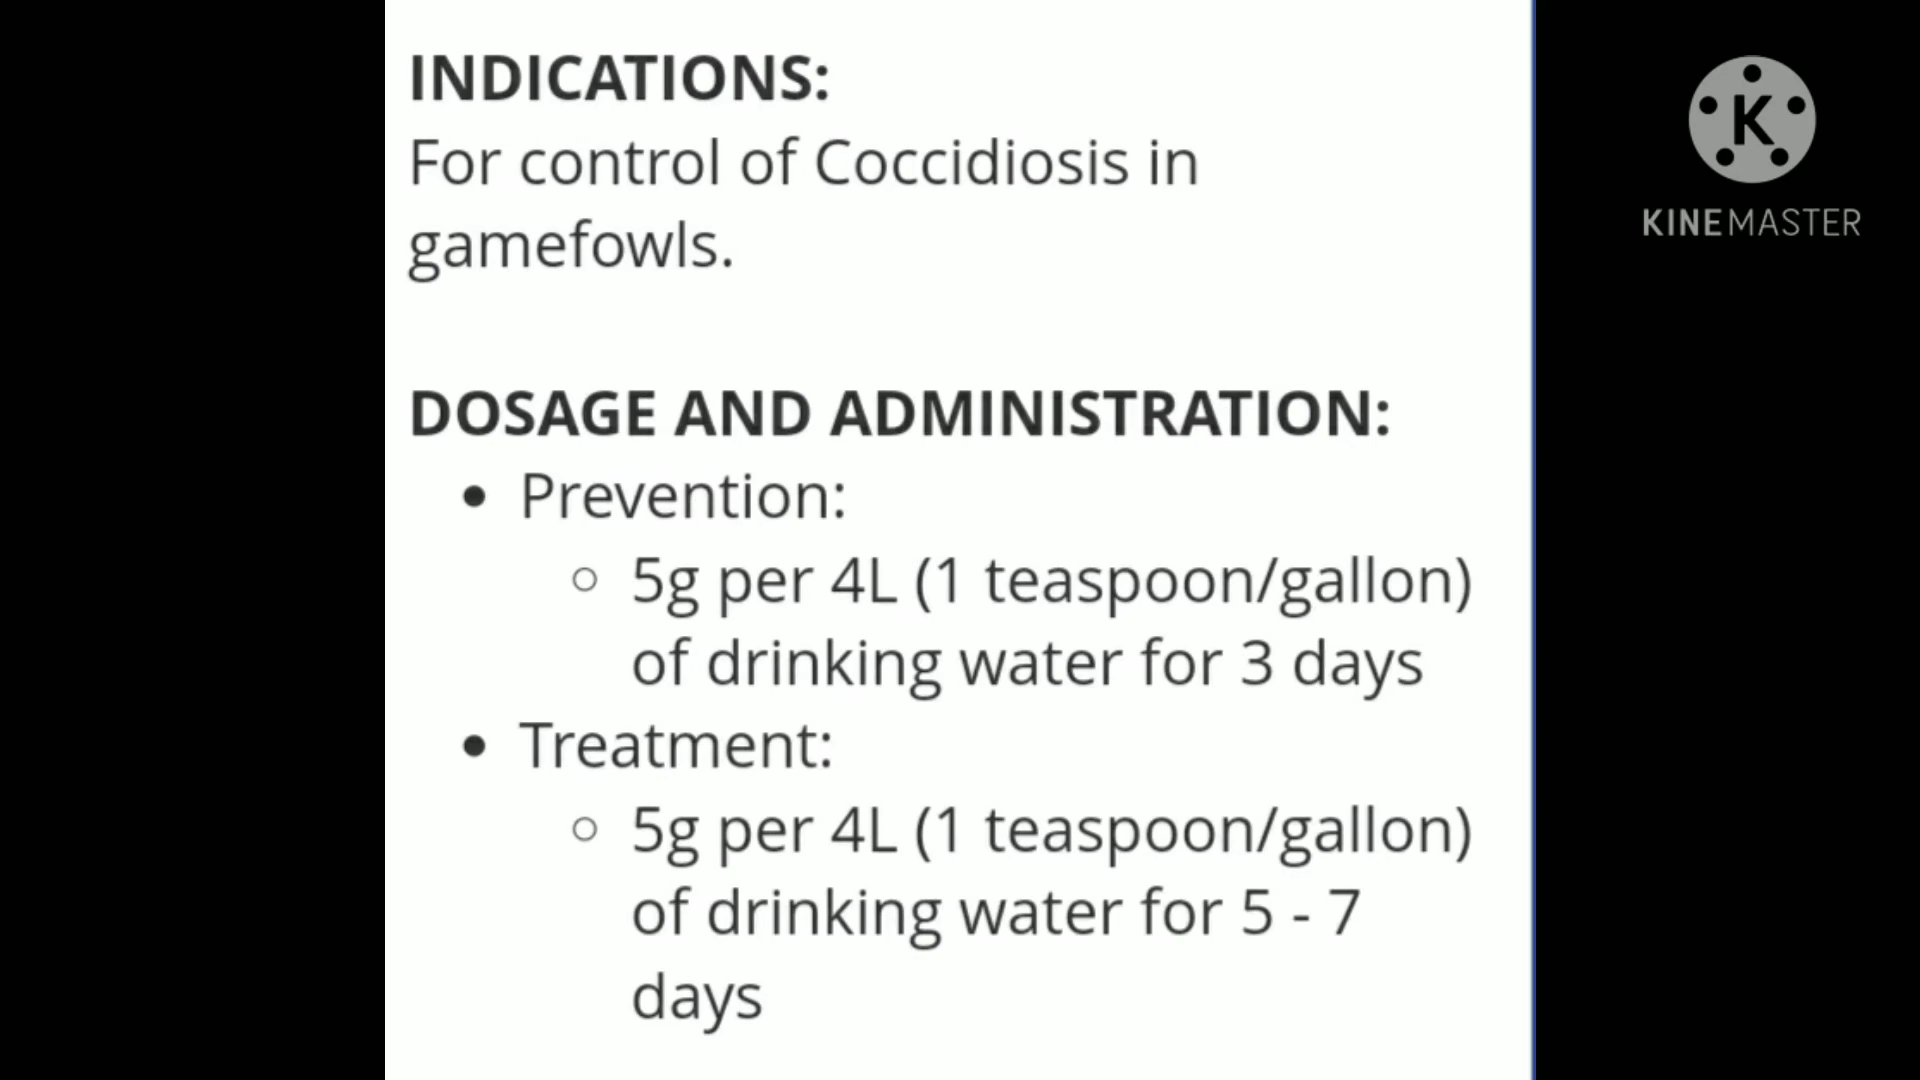 INDICATIONS:
For control of Coccidiosis in
gamefowls.
DOSAGE AND ADMINISTRATION:
• Prevention:
○ 5g per 4L (1 teaspoon/gallon)
of drinking water for 3 days
• Treatment:
○ 5g per 4L (1 teaspoon/gallon)
of drinking water for 5 - 7
days
K
KINEMASTER